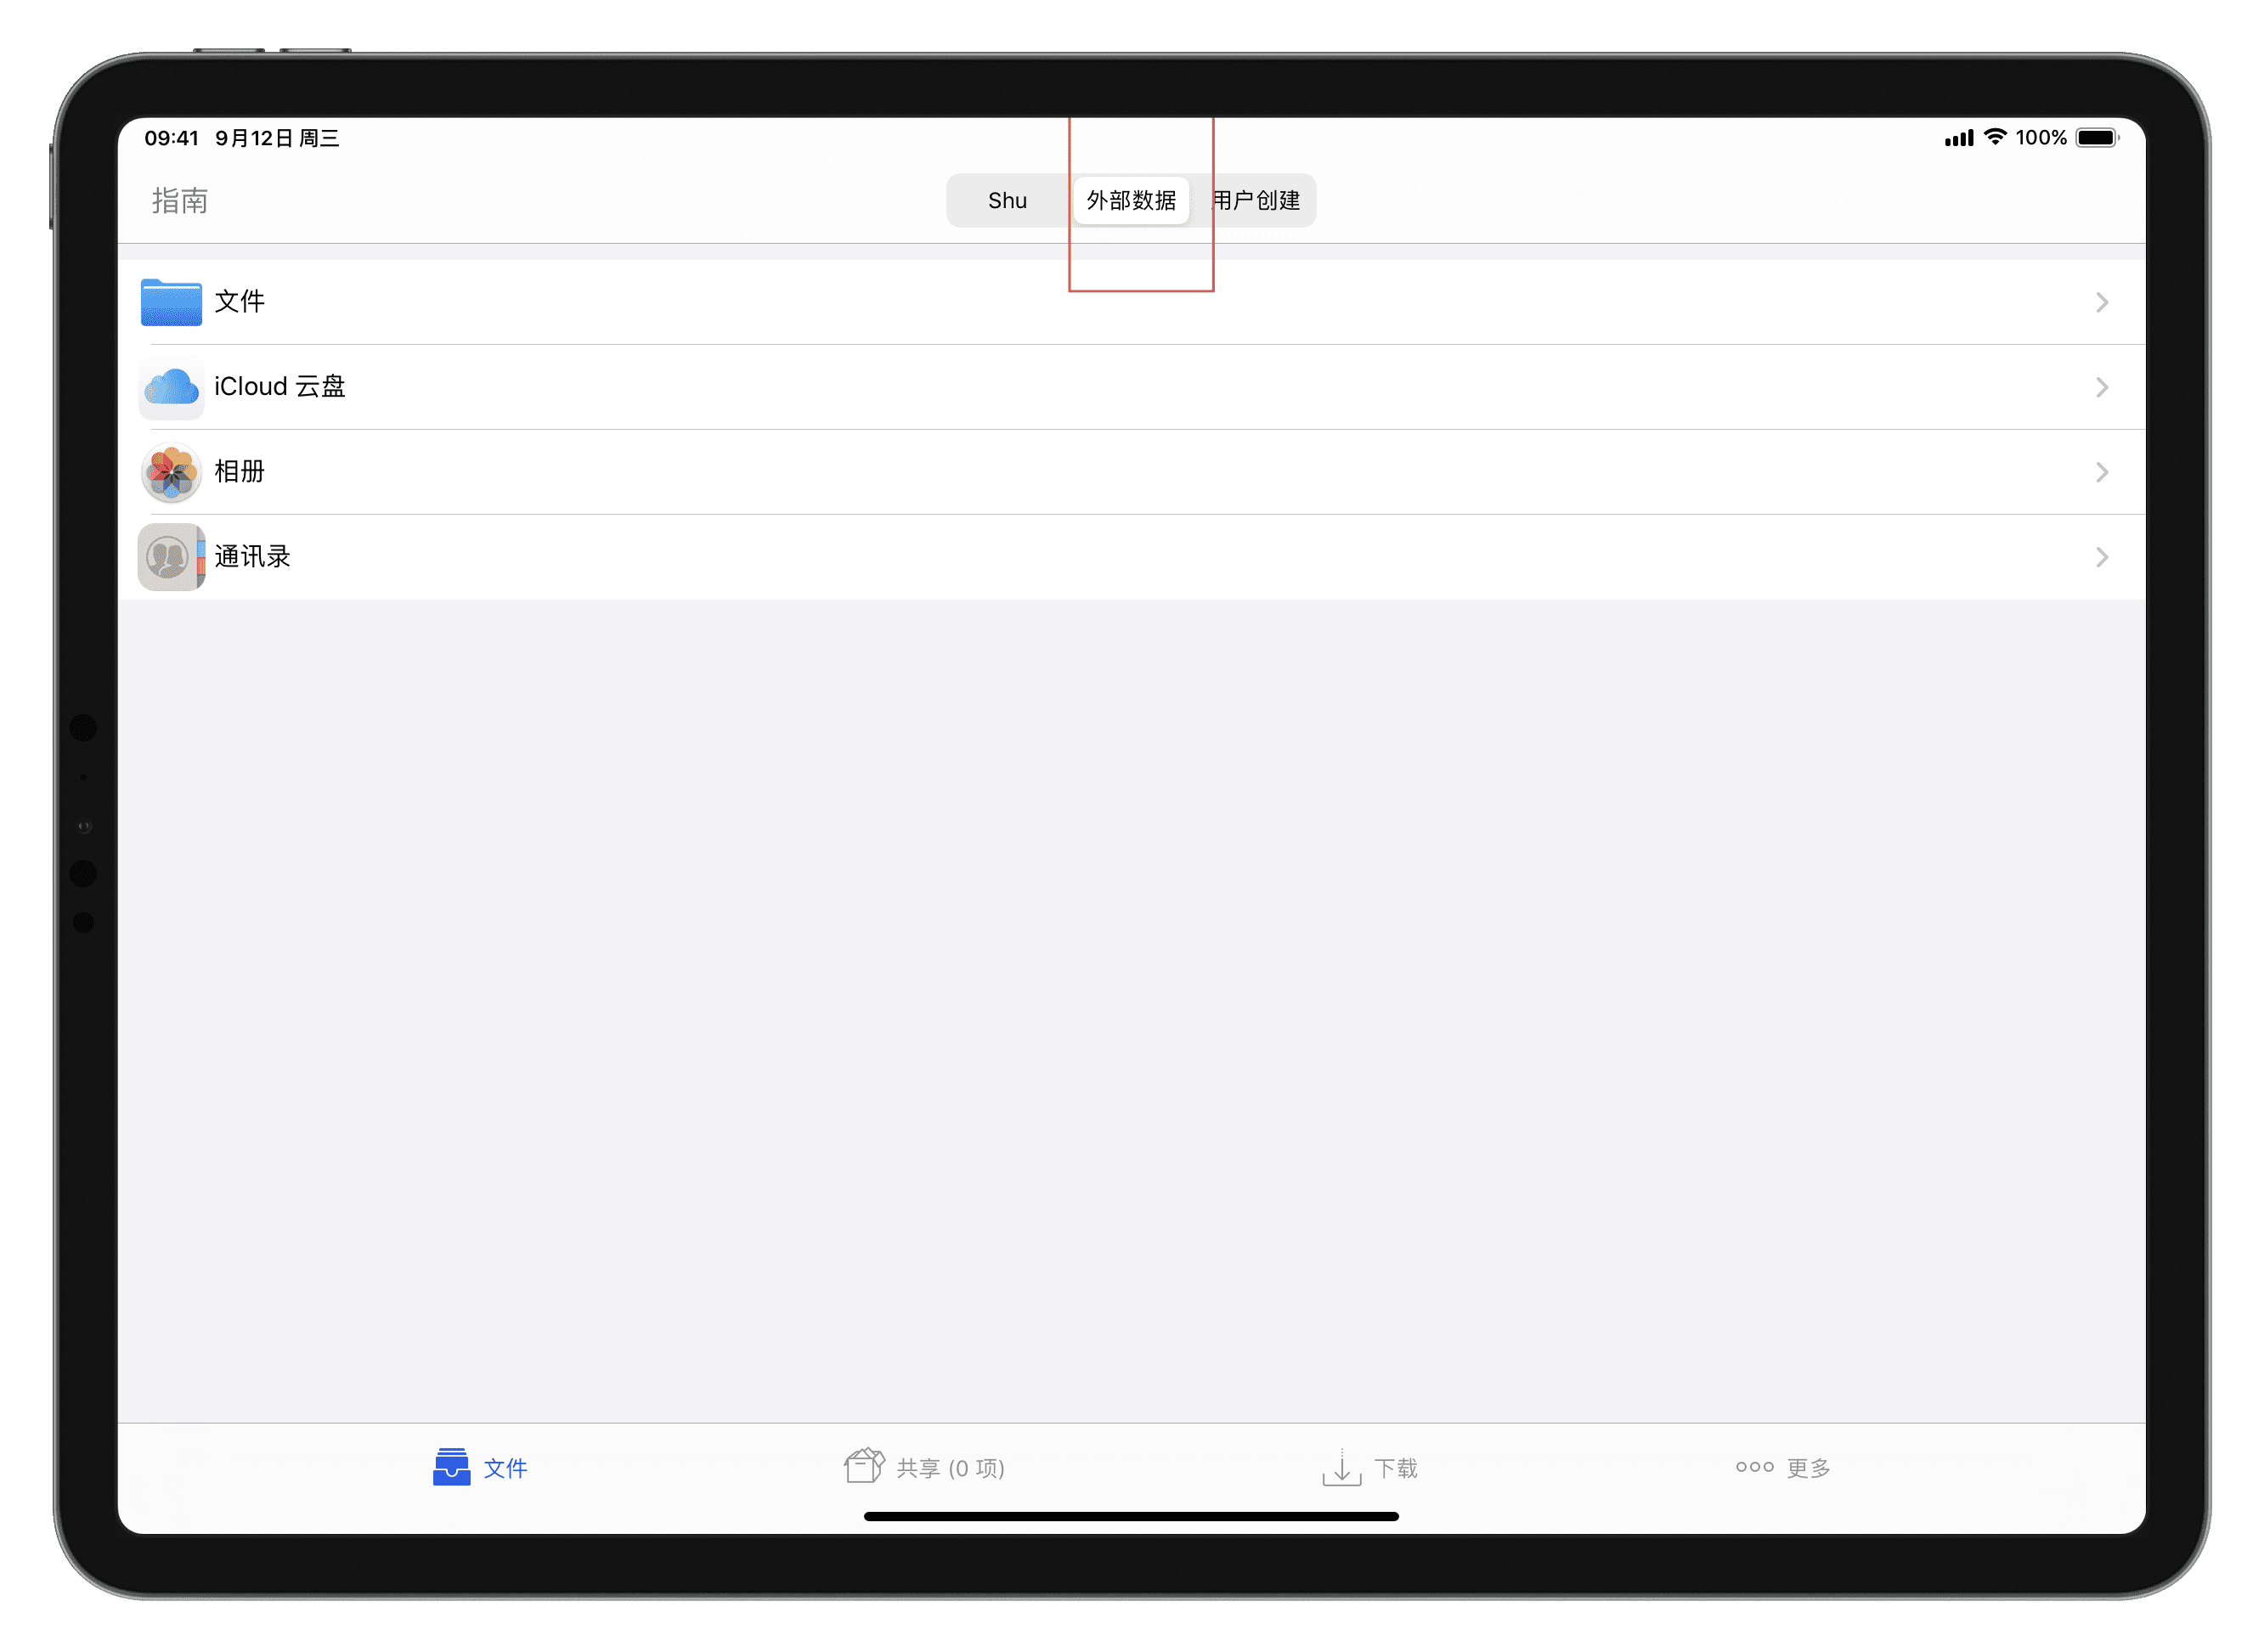 09:41 9月12日 周三
100%
指南
Shu
外部数据
用户创建
文件
iCloud 云盘
相册
通讯录
文件
共享 (0 项)
下载
更多